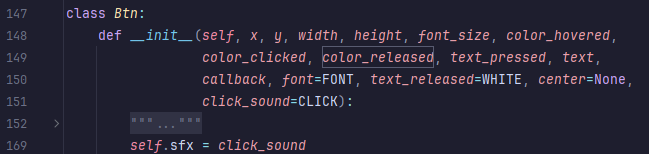 147 class Btn:
148 def __init__(self, x, y, width, height, font_size, color_hovered,
149 color_clicked, color_released, text_pressed, text,
150 callback, font=FONT, text_released=WHITE, center=None,
151 click_sound=CLICK):
152 > """..."""
169 self.sfx = click_sound